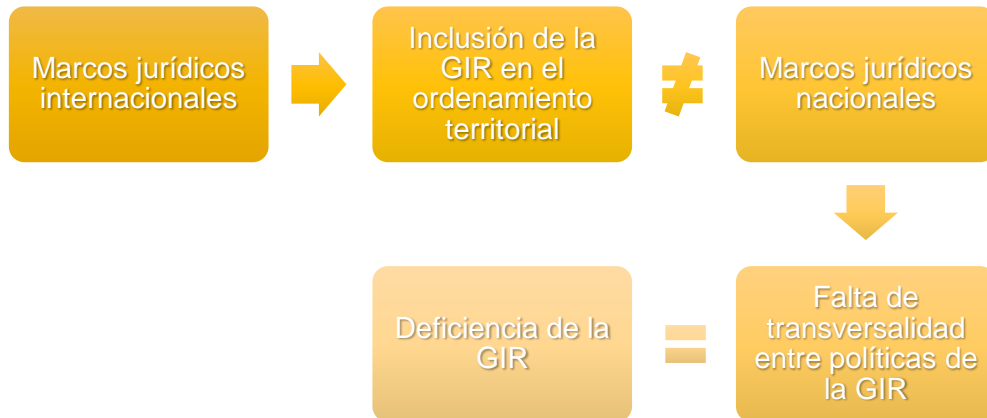 Marcos jurídicos
internacionales
Inclusión de la
GIR en el
ordenamiento
territorial
≠
Marcos jurídicos
nacionales
Falta de
transversalidad
entre políticas de
la GIR
=
Deficiencia de la
GIR